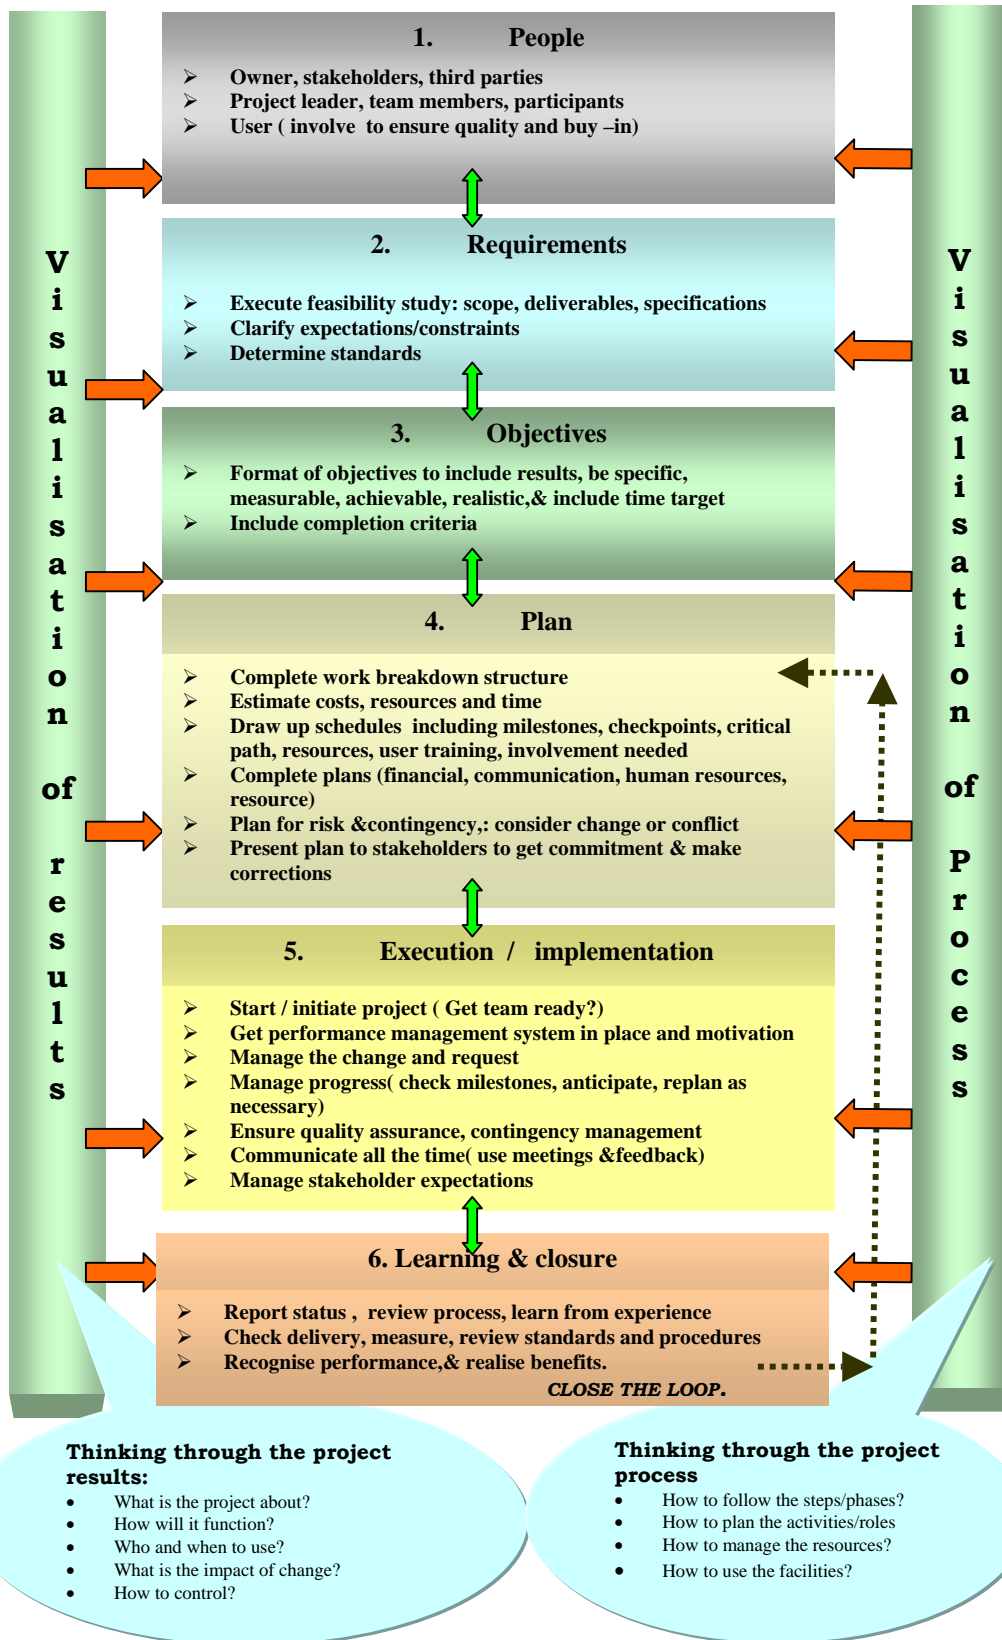 1. People
➢ Owner, stakeholders, third parties
➢ Project leader, team members, participants
➢ User ( involve to ensure quality and buy –in)
2. Requirements
➢ Execute feasibility study: scope, deliverables, specifications
➢ Clarify expectations/constraints
➢ Determine standards
3. Objectives
➢ Format of objectives to include results, be specific,
measurable, achievable, realistic,& include time target
➢ Include completion criteria
4. Plan
➢ Complete work breakdown structure
➢ Estimate costs, resources and time
➢ Draw up schedules including milestones, checkpoints, critical
path, resources, user training, involvement needed
➢ Complete plans (financial, communication, human resources,
resource)
➢ Plan for risk &contingency,: consider change or conflict
➢ Present plan to stakeholders to get commitment & make
corrections
5. Execution / implementation
➢ Start / initiate project ( Get team ready?)
➢ Get performance management system in place and motivation
➢ Manage the change and request
➢ Manage progress( check milestones, anticipate, replan as
necessary)
➢ Ensure quality assurance, contingency management
➢ Communicate all the time( use meetings &feedback)
➢ Manage stakeholder expectations
6. Learning & closure
➢ Report status , review process, learn from experience
➢ Check delivery, measure, review standards and procedures
➢ Recognise performance,& realise benefits.
CLOSE THE LOOP.
Visualisation of results
Visualisation of Process
Thinking through the project
results:
• What is the project about?
• How will it function?
• Who and when to use?
• What is the impact of change?
• How to control?
Thinking through the project
process
• How to follow the steps/phases?
• How to plan the activities/roles
• How to manage the resources?
• How to use the facilities?